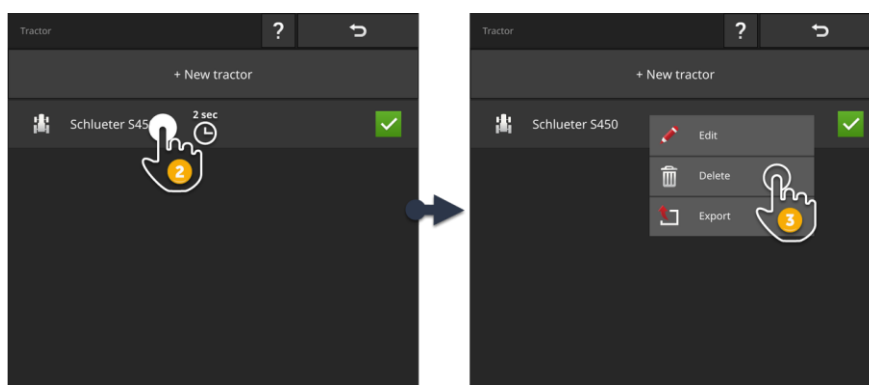 Tractor
?
+ New tractor
Schlueter S45
2 sec
2
Tractor
?
+ New tractor
Schlueter S450
Edit
Delete
Export
3